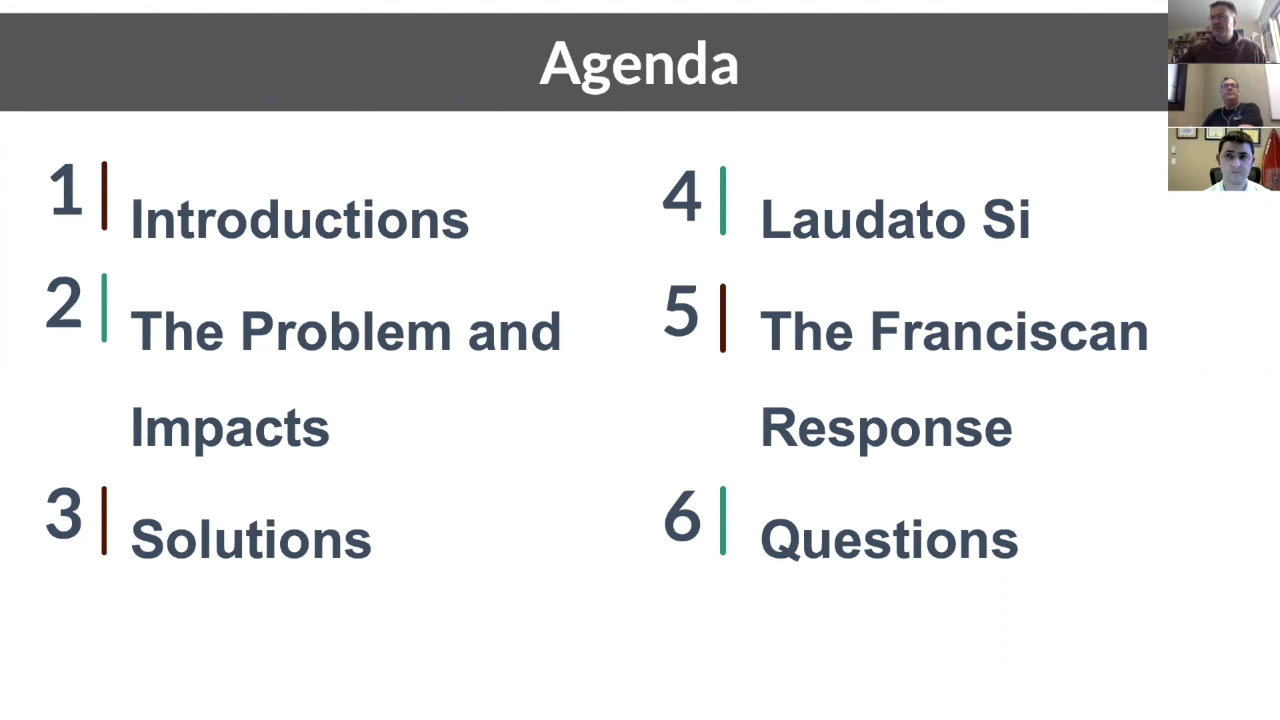 Agenda
1
Introductions
2
The Problem and
Impacts
3
Solutions
4
Laudato Si
5
The Franciscan
Response
6
Questions